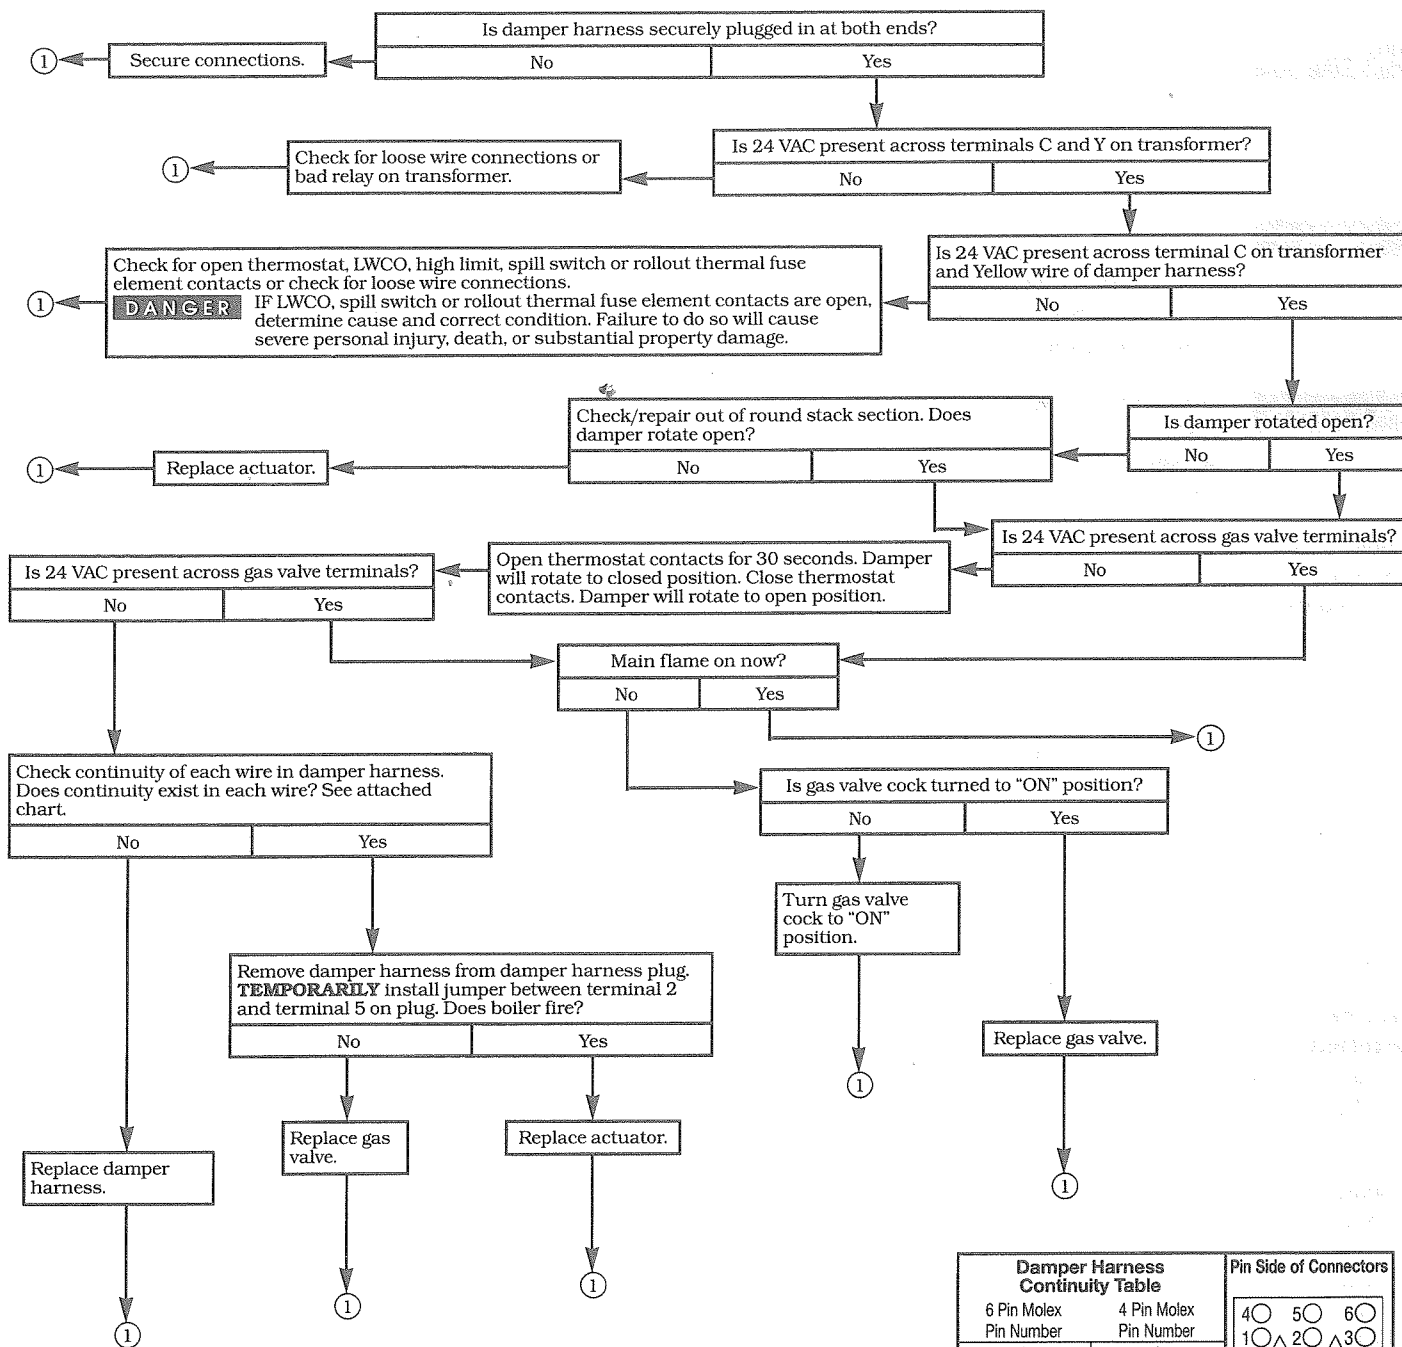 Is damper harness securely plugged in at both ends?
No Yes
Secure connections.
1
Is 24 VAC present across terminals C and Y on transformer?
No Yes
Check for loose wire connections or
bad relay on transformer.
1
Is 24 VAC present across terminal C on transformer
and Yellow wire of damper harness?
No Yes
Check for open thermostat, LWCO, high limit, spill switch or rollout thermal fuse
element contacts or check for loose wire connections.
DANGER IF LWCO, spill switch or rollout thermal fuse element contacts are open,
determine cause and correct condition. Failure to do so will cause
severe personal injury, death, or substantial property damage.
1
Is damper rotated open?
No Yes
Check/repair out of round stack section. Does
damper rotate open?
No Yes
Replace actuator.
1
Is 24 VAC present across gas valve terminals?
No Yes
Open thermostat contacts for 30 seconds. Damper
will rotate to closed position. Close thermostat
contacts. Damper will rotate to open position.
Is 24 VAC present across gas valve terminals?
No Yes
Main flame on now?
No Yes
1
Check continuity of each wire in damper harness.
Does continuity exist in each wire? See attached
chart.
No Yes
Is gas valve cock turned to “ON” position?
No Yes
Turn gas valve
cock to “ON”
position.
1
Replace gas valve.
1
Remove damper harness from damper harness plug.
TEMPORARILY install jumper between terminal 2
and terminal 5 on plug. Does boiler fire?
No Yes
Replace gas
valve.
1
Replace actuator.
1
Replace damper
harness.
1
Damper Harness
Continuity Table
6 Pin Molex 4 Pin Molex
Pin Number Pin Number
Pin Side of Connectors
4 5 6
1 2 3